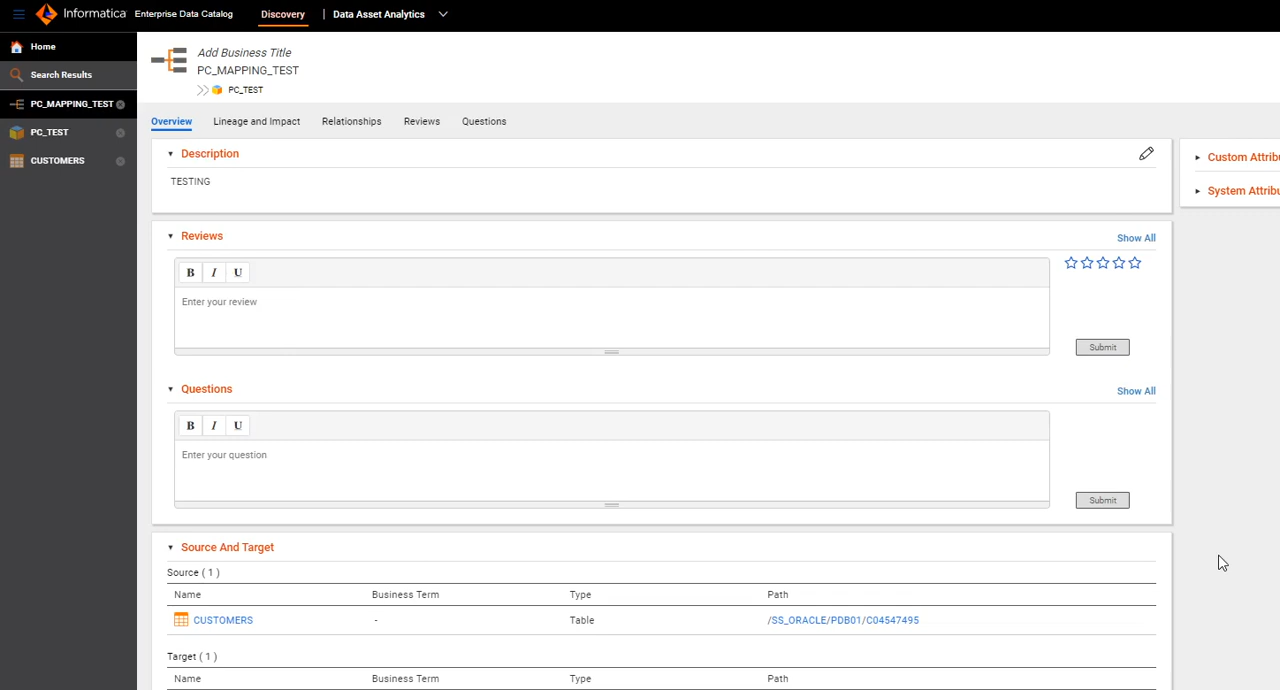 Informatica Enterprise Data Catalog Discovery | Data Asset Analytics
Home
Search Results
PC_MAPPING_TEST
PC_TEST
CUSTOMERS
Add Business Title
PC_MAPPING_TEST
PC_TEST
Overview Lineage and Impact Relationships Reviews Questions
Description
TESTING
Custom Attribu
System Attribu
Reviews Show All
B I U
Enter your review
Submit
Questions Show All
B I U
Enter your question
Submit
Source And Target
Source ( 1 )
Name Business Term Type Path
CUSTOMERS - Table /SS_ORACLE/PDB01/C04547495
Target ( 1 )
Name Business Term Type Path